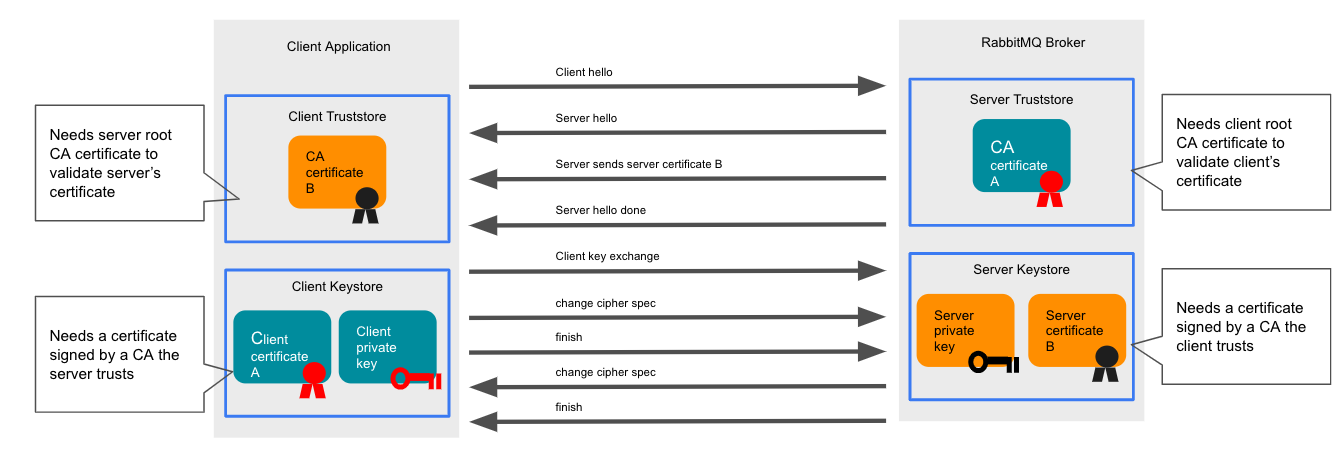 Client Application
RabbitMQ Broker
Needs server root
CA certificate to
validate server's
certificate
Client Truststore
CA
certificate
B
Client hello
Server hello
Server sends server certificate B
Server hello done
Client key exchange
change cipher spec
finish
change cipher spec
finish
Server Truststore
CA
certificate
A
Needs client root
CA certificate to
validate client's
certificate
Needs a certificate
signed by a CA the
server trusts
Client Keystore
Client
certificate
A
Client
private
key
Server Keystore
Server
private
key
Server
certificate
B
Needs a certificate
signed by a CA the
client trusts